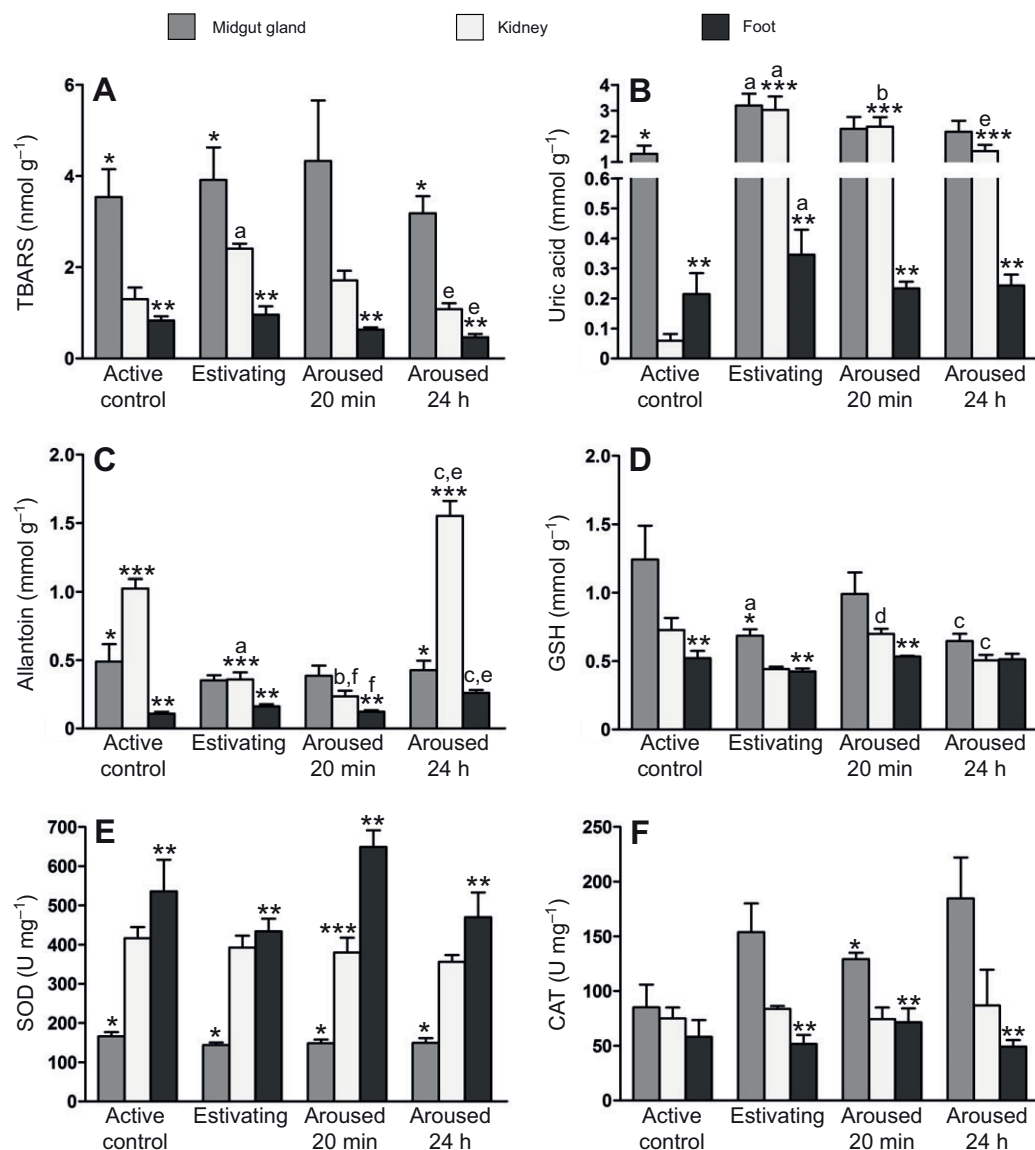 Midgut gland
Kidney
Foot
A
TBARS (nmol g–1)
6
4
2
0
*
**
*
a
**
*
e
e
**
**
Active control
Estivating
Aroused 20 min
Aroused 24 h
B
Uric acid (mmol g–1)
4
3
2
1
0.6
0.5
0.4
0.3
0.2
0.1
0
*
**
a
a
***
a
**
b
***
**
e
***
**
Active control
Estivating
Aroused 20 min
Aroused 24 h
C
Allantoin (mmol g–1)
2.0
1.5
1.0
0.5
0
*
***
**
a
***
**
b,f
f
**
*
c,e
***
c,e
Active control
Estivating
Aroused 20 min
Aroused 24 h
D
GSH (mmol g–1)
2.0
1.5
1.0
0.5
0
**
a
*
**
d
**
c
c
Active control
Estivating
Aroused 20 min
Aroused 24 h
E
SOD (U mg–1)
700
600
500
400
300
200
100
0
*
**
*
**
*
***
**
*
**
Active control
Estivating
Aroused 20 min
Aroused 24 h
F
CAT (U mg–1)
250
200
150
100
50
0
**
*
**
**
Active control
Estivating
Aroused 20 min
Aroused 24 h